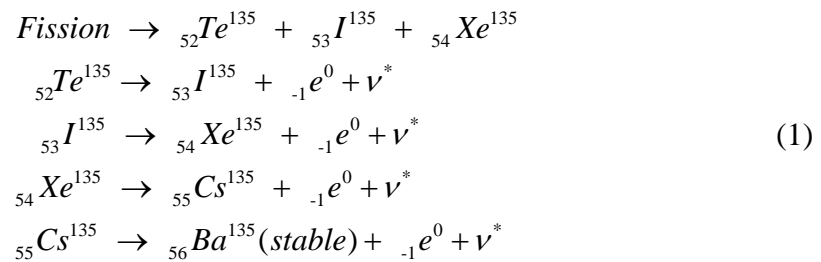 Fission → ₅₂Te¹³⁵ + ₅₃I¹³⁵ + ₅₄Xe¹³⁵
₅₂Te¹³⁵ → ₅₃I¹³⁵ + ₋₁e⁰ + ν*
₅₃I¹³⁵ → ₅₄Xe¹³⁵ + ₋₁e⁰ + ν* (1)
₅₄Xe¹³⁵ → ₅₅Cs¹³⁵ + ₋₁e⁰ + ν*
₅₅Cs¹³⁵ → ₅₆Ba¹³⁵(stable) + ₋₁e⁰ + ν*